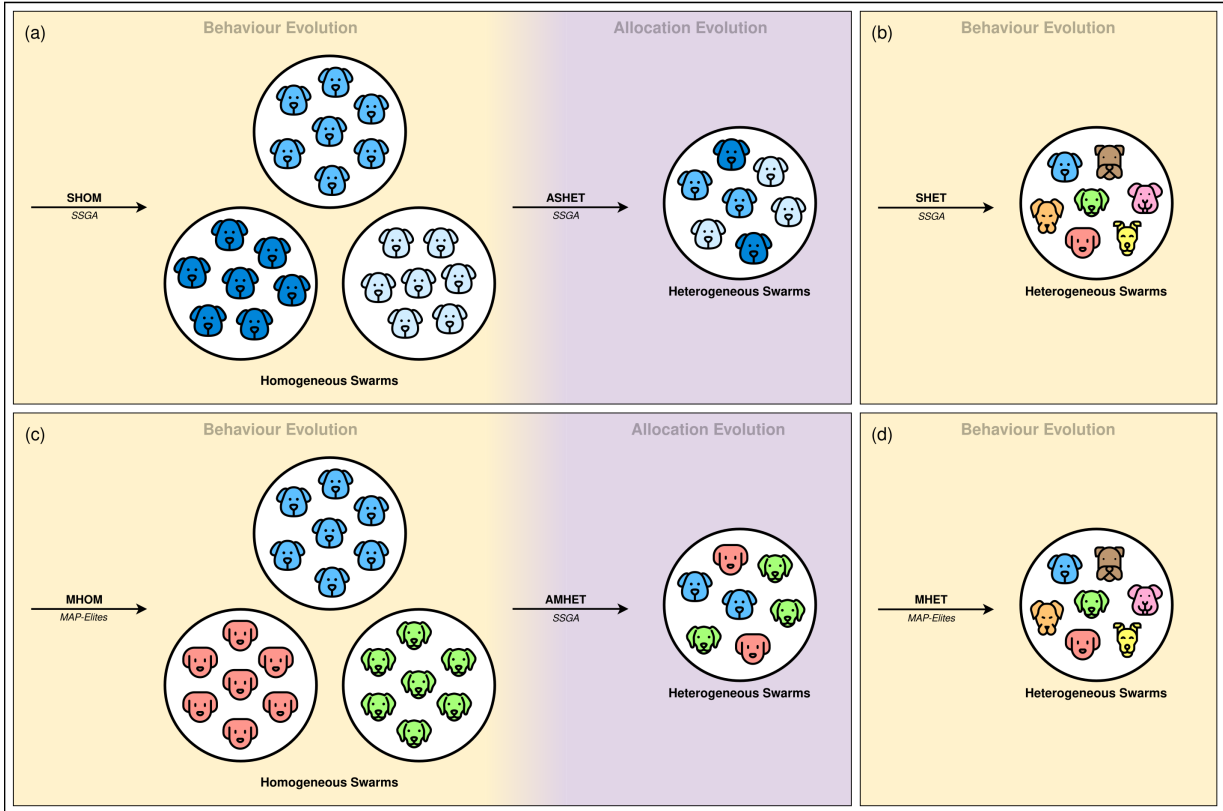 (a)
Behaviour Evolution
Allocation Evolution
SHOM
SSGA
ASHET
SSGA
Heterogeneous Swarms
Homogeneous Swarms
(b)
Behaviour Evolution
SHET
SSGA
Heterogeneous Swarms
(c)
Behaviour Evolution
Allocation Evolution
MHOM
MAP-Elites
AMHET
SSGA
Heterogeneous Swarms
Homogeneous Swarms
(d)
Behaviour Evolution
MHET
MAP-Elites
Heterogeneous Swarms